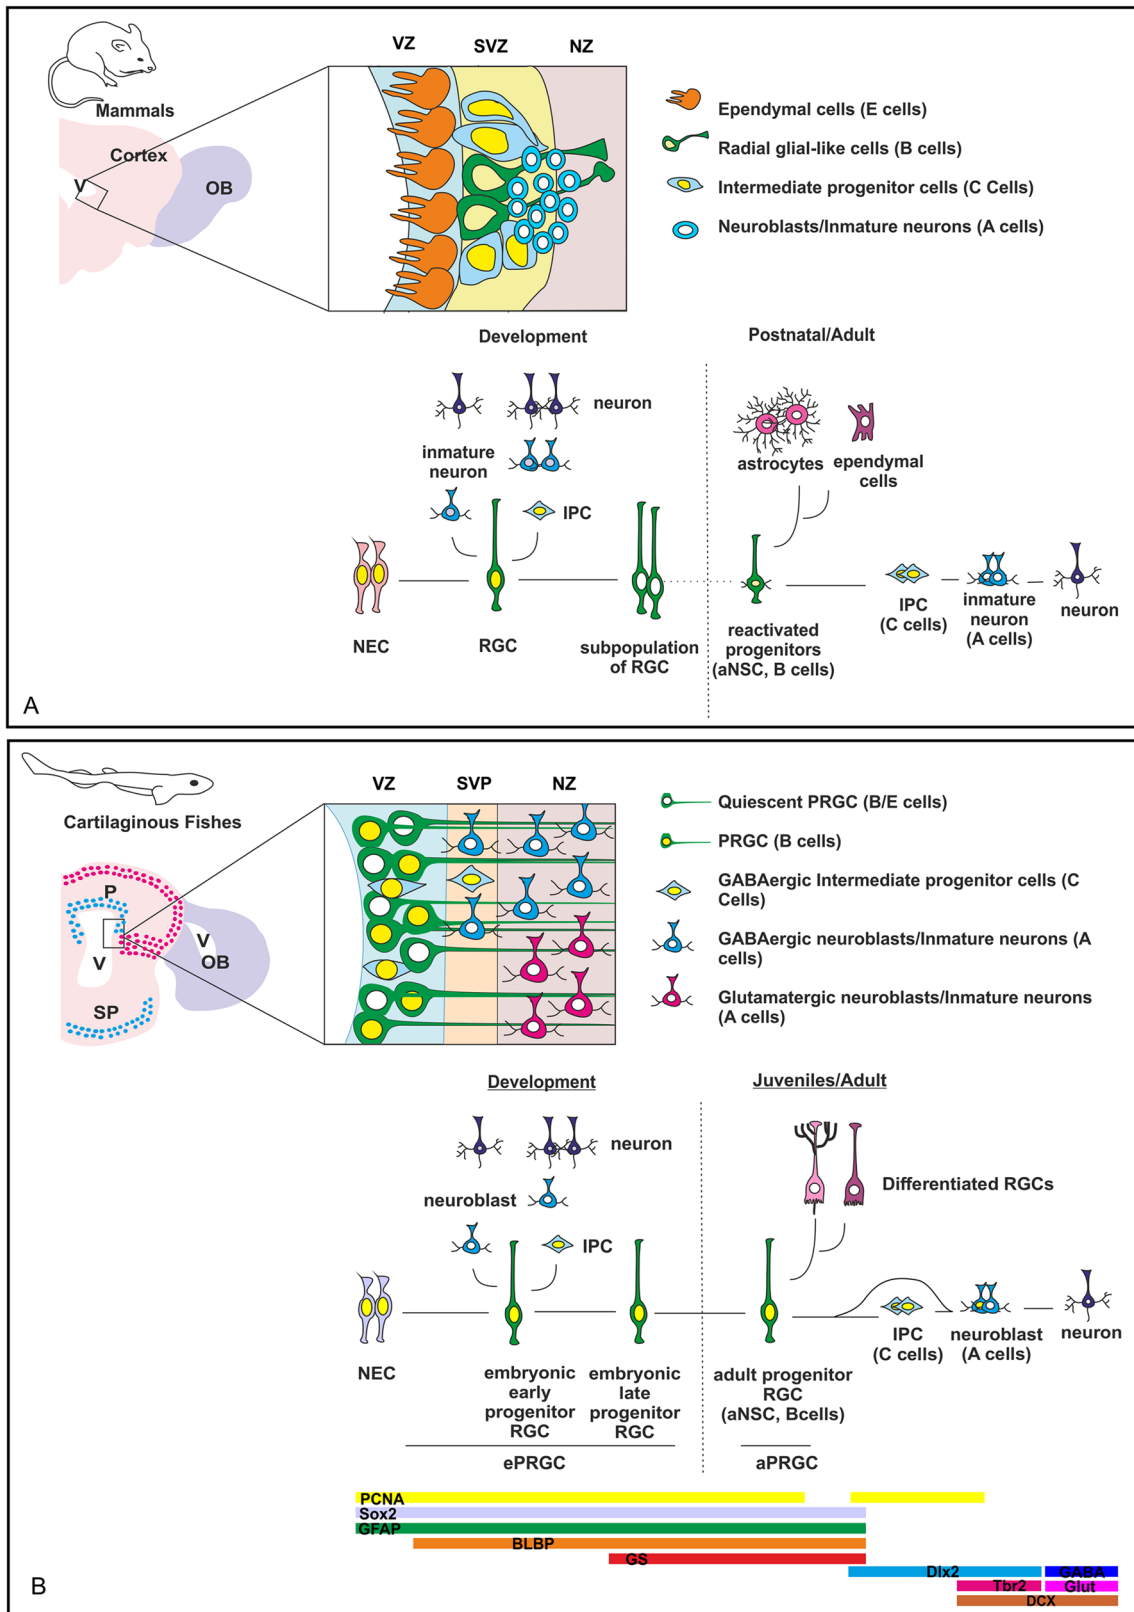 VZ SVZ NZ
Mammals
Cortex
V
OB
Ependymal cells (E cells)
Radial glial-like cells (B cells)
Intermediate progenitor cells (C Cells)
Neuroblasts/Inmature neurons (A cells)
Development
Postnatal/Adult
neuron
inmature
neuron
IPC
astrocytes
ependymal
cells
NEC
RGC
subpopulation
of RGC
reactivated
progenitors
(aNSC, B cells)
IPC
(C cells)
inmature
neuron
(A cells)
neuron
A
VZ SVP NZ
Cartilaginous Fishes
P
V
V
OB
SP
Quiescent PRGC (B/E cells)
PRGC (B cells)
GABAergic Intermediate progenitor cells (C
Cells)
GABAergic neuroblasts/Inmature neurons (A
cells)
Glutamatergic neuroblasts/Inmature neurons
(A cells)
Development
Juveniles/Adult
neuron
neuroblast
IPC
Differentiated RGCs
NEC
embryonic
early
progenitor
RGC
embryonic
late
progenitor
RGC
adult progenitor
RGC
(aNSC, Bcells)
IPC
(C cells)
neuroblast
(A cells)
neuron
ePRGC
aPRGC
PCNA
Sox2
GFAP
BLBP
GS
Dlx2
GABA
Tbr2
Glut
DCX
B